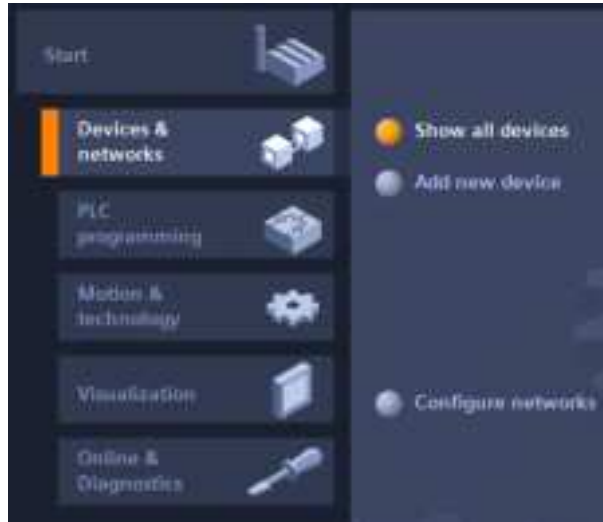 Start
Devices &
networks
PLC
programming
Motion &
technology
Visualization
Online &
Diagnostics
Show all devices
Add new device
Configure networks